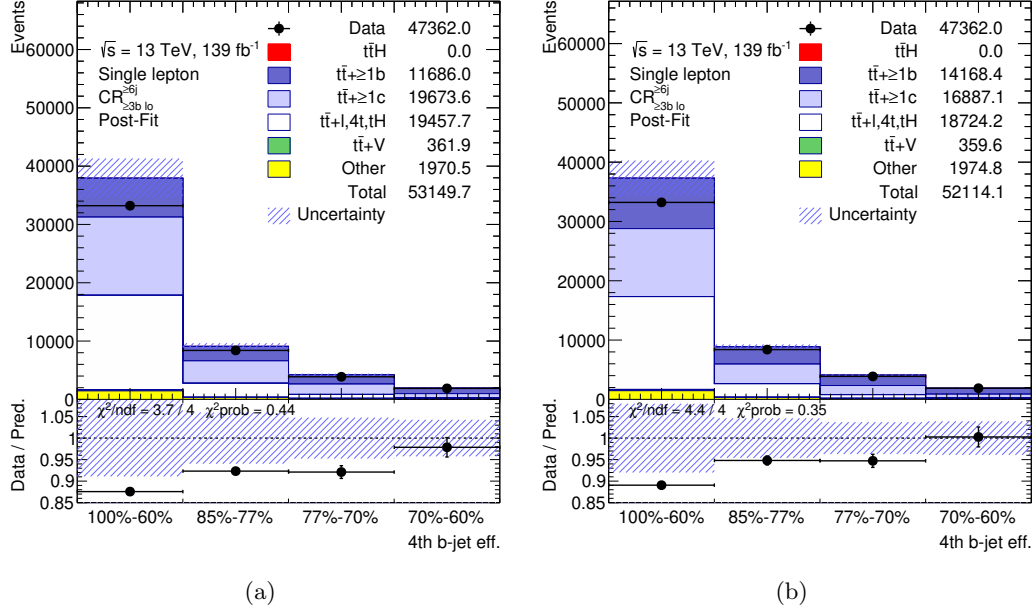 Events
60000
50000
40000
30000
20000
10000
0
√s = 13 TeV, 139 fb⁻¹
Single lepton
CR≥6j ≥3b lo
Post-Fit
Data 47362.0
tt̄H 0.0
tt̄+≥1b 11686.0
tt̄+≥1c 19673.6
tt̄+l,4t,tH 19457.7
tt̄+V 361.9
Other 1970.5
Total 53149.7
Uncertainty
Data / Pred.
1.05
1
0.95
0.9
0.85
χ²/ndf = 3.7 / 4 χ²prob = 0.44
100%-60% 85%-77% 77%-70% 70%-60%
4th b-jet eff.
(a)
Events
60000
50000
40000
30000
20000
10000
0
√s = 13 TeV, 139 fb⁻¹
Single lepton
CR≥6j ≥3b lo
Post-Fit
Data 47362.0
tt̄H 0.0
tt̄+≥1b 14168.4
tt̄+≥1c 16887.1
tt̄+l,4t,tH 18724.2
tt̄+V 359.6
Other 1974.8
Total 52114.1
Uncertainty
Data / Pred.
1.05
1
0.95
0.9
0.85
χ²/ndf = 4.4 / 4 χ²prob = 0.35
100%-60% 85%-77% 77%-70% 70%-60%
4th b-jet eff.
(b)